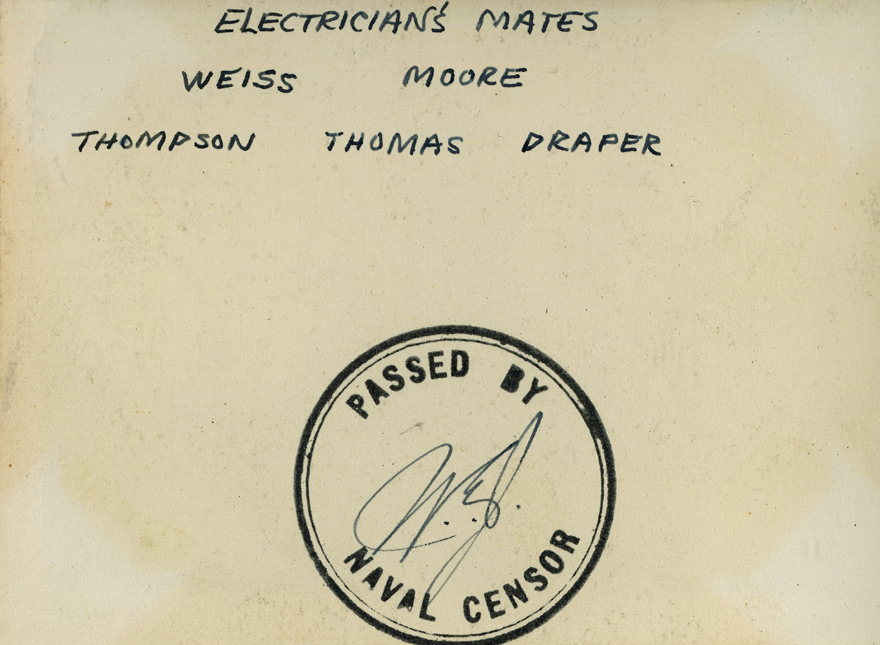 ELECTRICIAN'S MATES
WEISS MOORE
THOMPSON THOMAS DRAPER
PASSED BY
NAVAL CENSOR